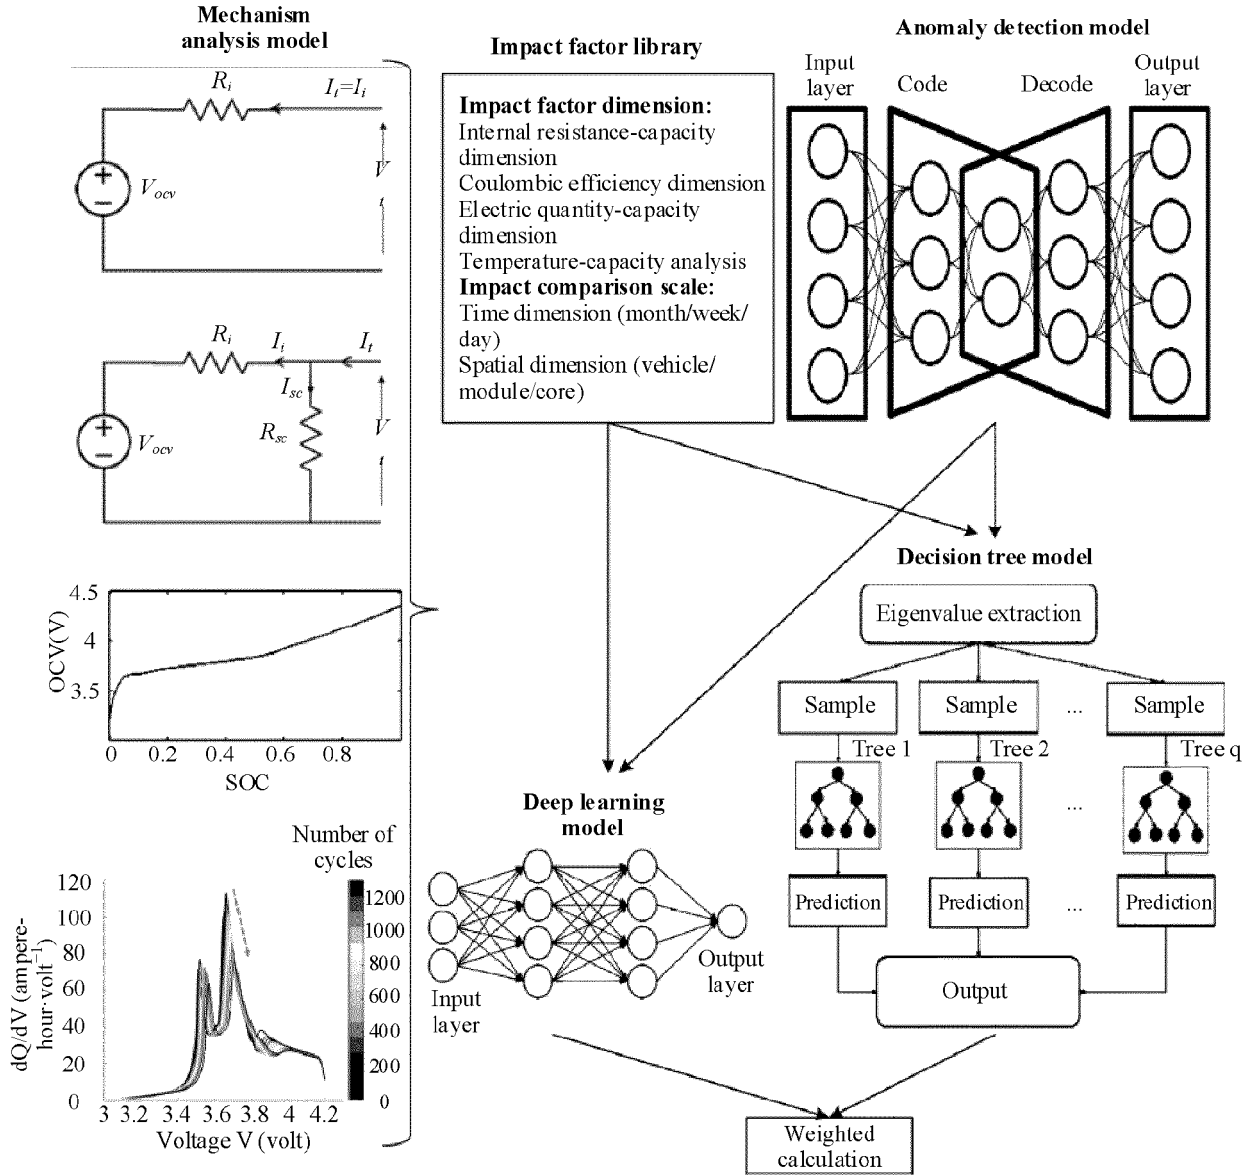 Mechanism
analysis model
R_i
I_t=I_i
V_ocv
V
t
R_i
I_i
I_t
I_sc
R_sc
V_ocv
V
t
OCV(V)
4.5
4
3.5
0
0.2
0.4
0.6
0.8
SOC
Number of
cycles
dQ/dV (ampere-
hour·volt⁻¹)
120
100
80
60
40
20
0
3
3.2
3.4
3.6
3.8
4
4.2
Voltage V (volt)
1200
1000
800
600
400
200
0
Impact factor library
Impact factor dimension:
Internal resistance-capacity
dimension
Coulombic efficiency dimension
Electric quantity-capacity
dimension
Temperature-capacity analysis
Impact comparison scale:
Time dimension (month/week/
day)
Spatial dimension (vehicle/
module/core)
Anomaly detection model
Input
layer
Code
Decode
Output
layer
Deep learning
model
Input
layer
Output
layer
Decision tree model
Eigenvalue extraction
Sample
Sample
...
Sample
Tree 1
Tree 2
Tree q
...
Prediction
Prediction
...
Prediction
Output
Weighted
calculation